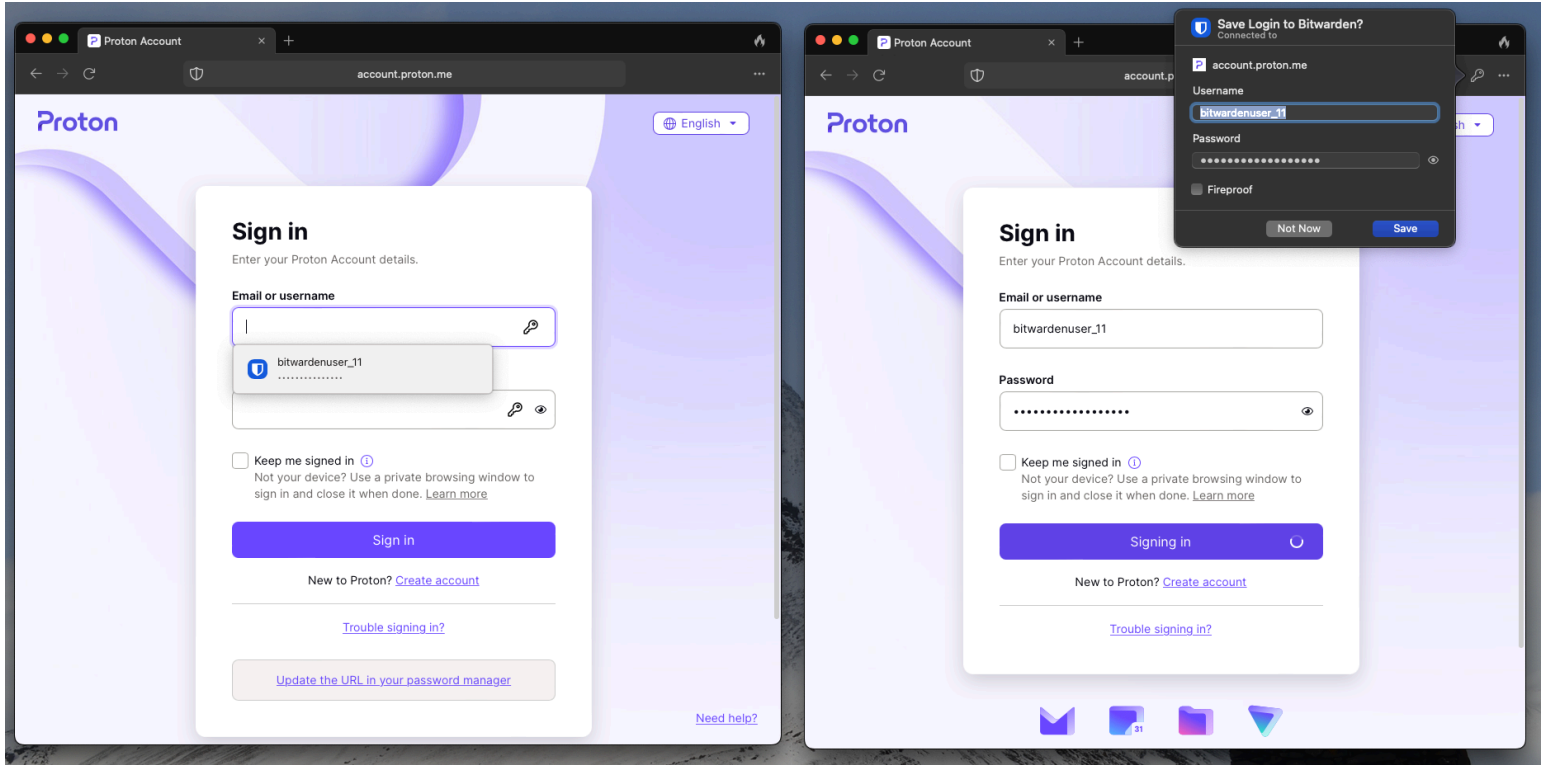 Proton Account
account.proton.me
Proton
English
Sign in
Enter your Proton Account details.
Email or username
bitwardenuser_11
Keep me signed in
Not your device? Use a private browsing window to
sign in and close it when done. Learn more
Sign in
New to Proton? Create account
Trouble signing in?
Update the URL in your password manager
Need help?
Proton Account
account.p
Proton
sh
Save Login to Bitwarden?
Connected to
account.proton.me
Username
bitwardenuser_11
Password
Fireproof
Not Now
Save
Sign in
Enter your Proton Account details.
Email or username
bitwardenuser_11
Password
Keep me signed in
Not your device? Use a private browsing window to
sign in and close it when done. Learn more
Signing in
New to Proton? Create account
Trouble signing in?
31